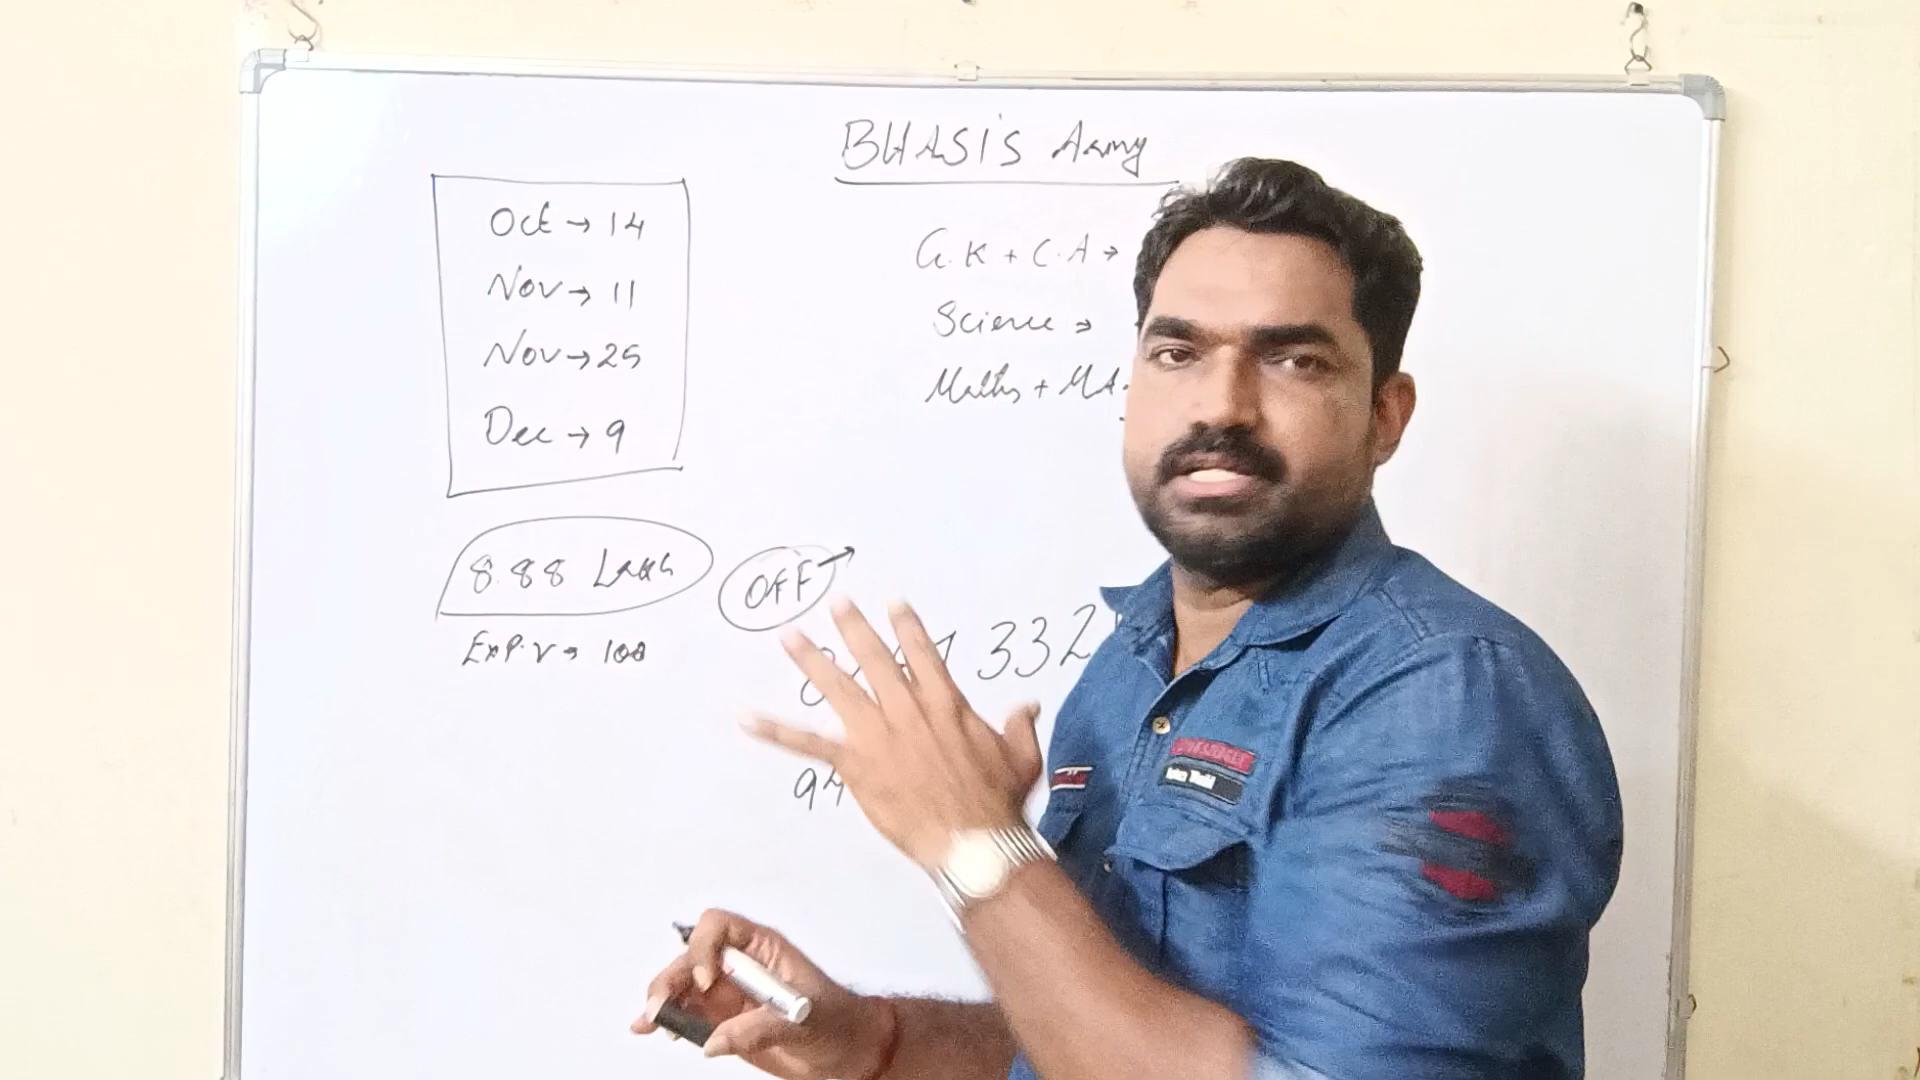 BHASI'S Army
Oct → 14
Nov → 11
Nov → 25
Dec → 9
G.K + C.A →
Science →
Maths + MA
8.88 Lakh
OFF
EXP.V → 100
332
94